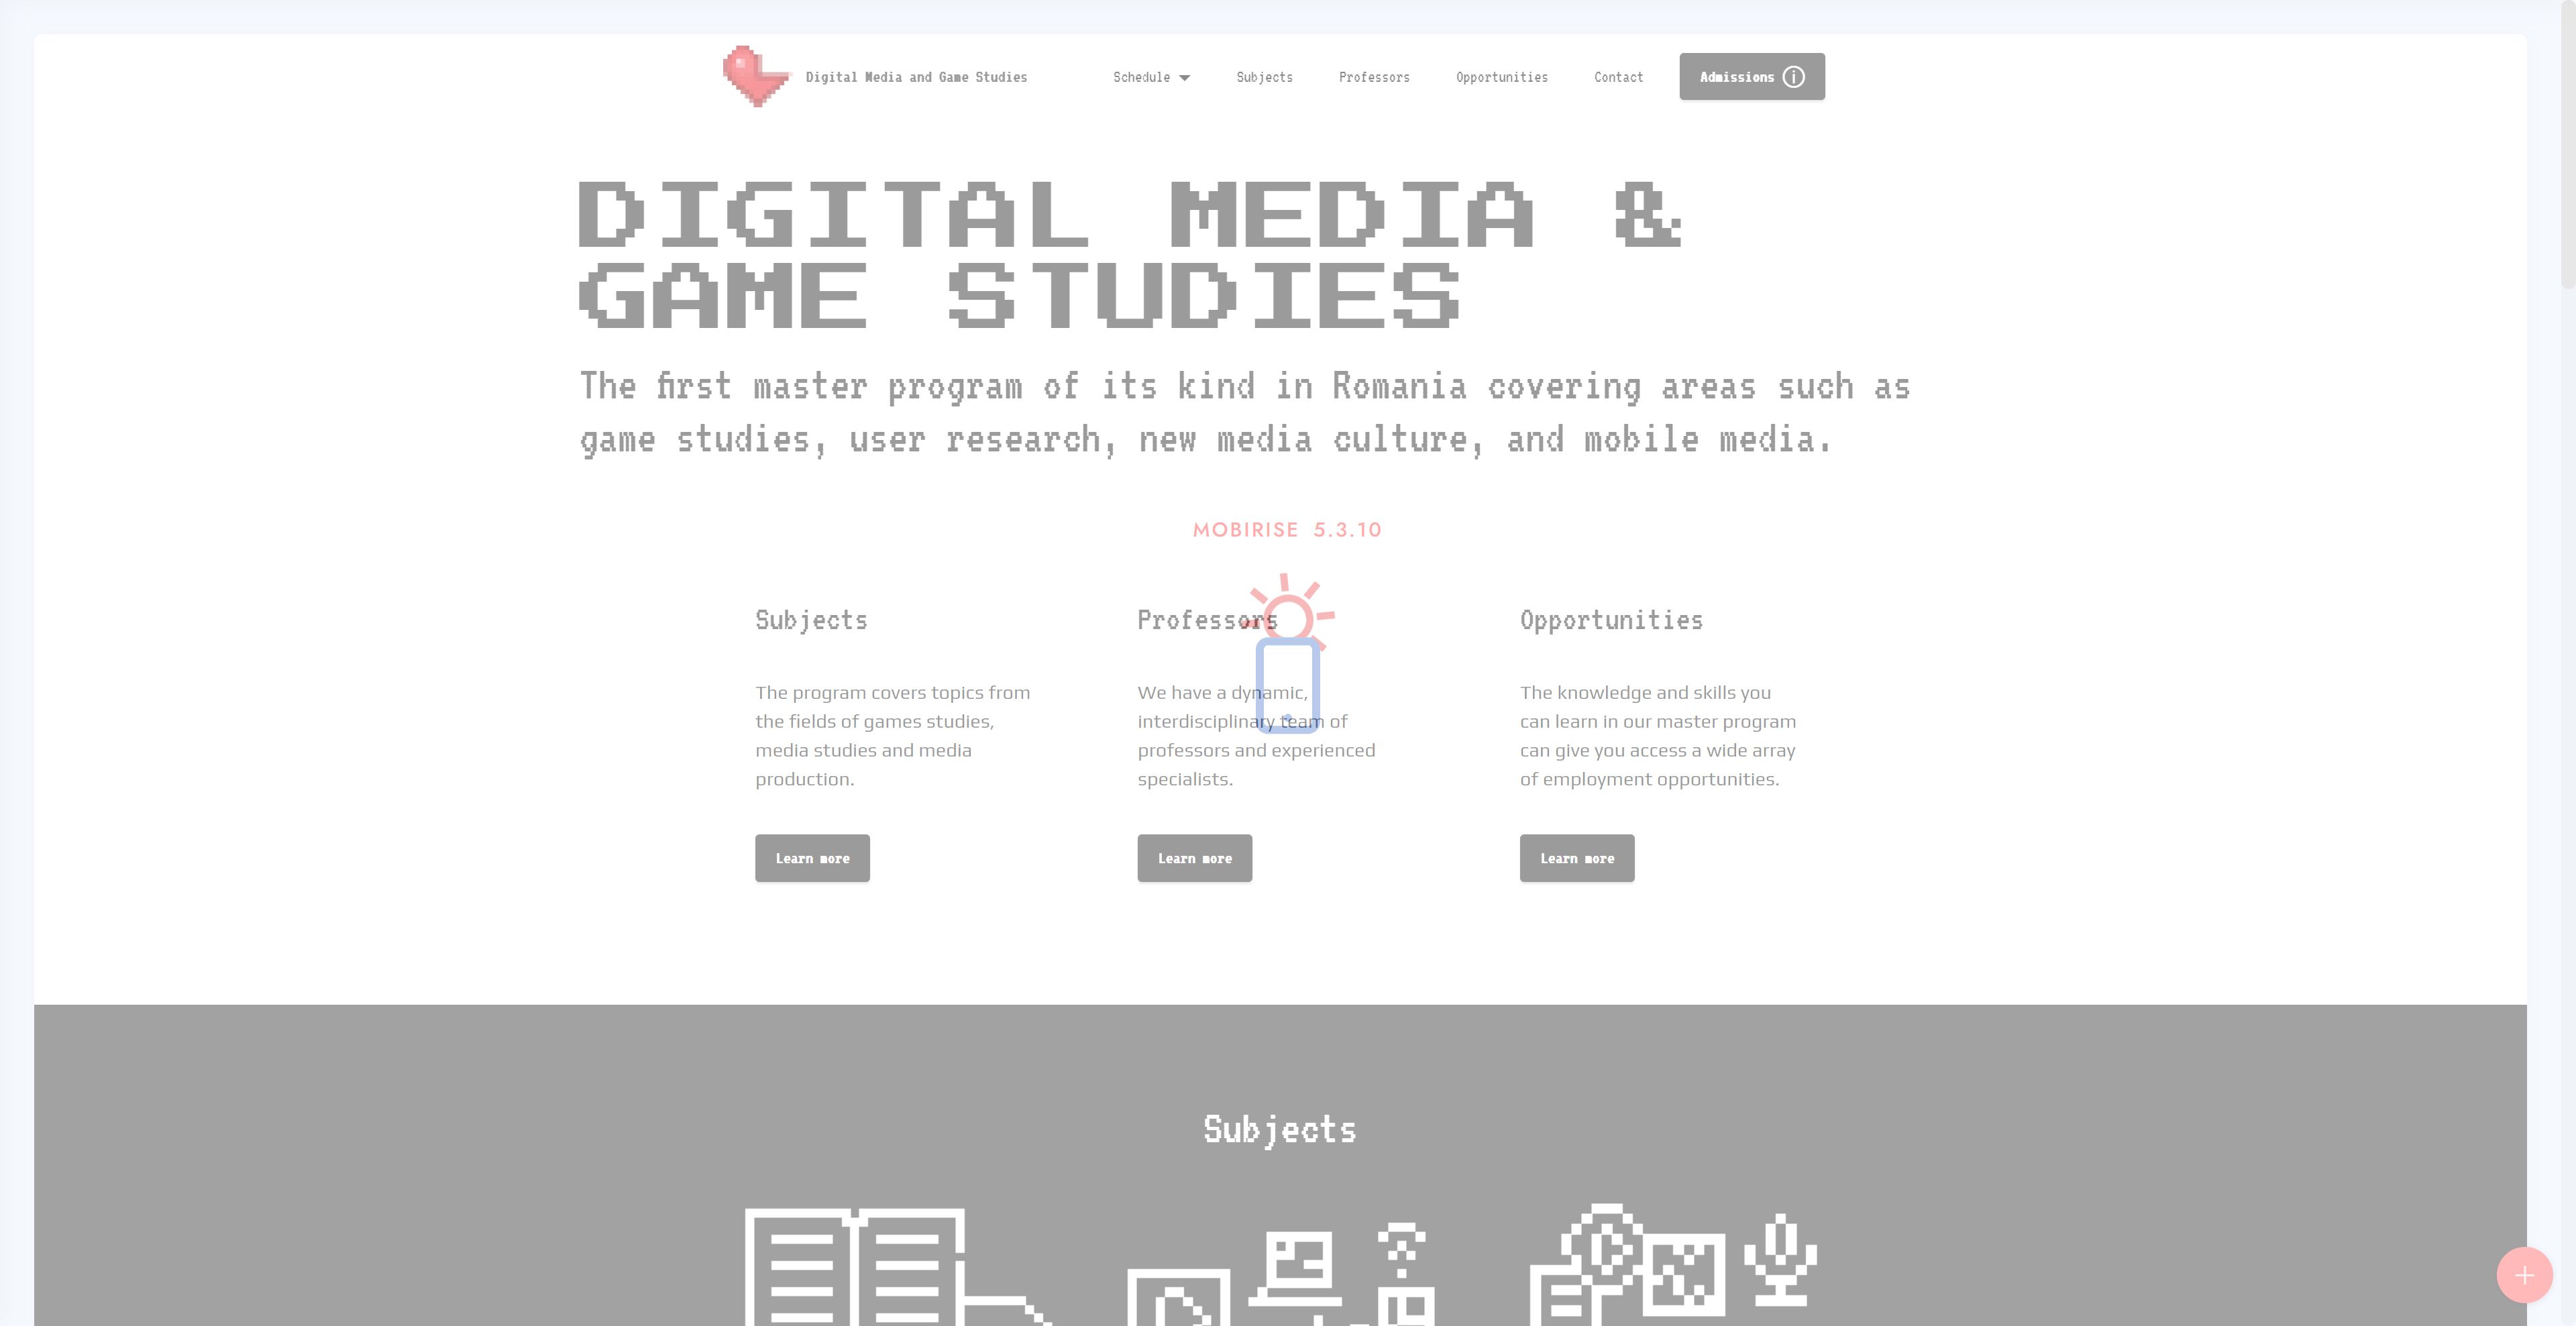 Digital Media and Game Studies
Schedule
Subjects
Professors
Opportunities
Contact
Admissions
DIGITAL MEDIA &
GAME STUDIES
The first master program of its kind in Romania covering areas such as
game studies, user research, new media culture, and mobile media.
MOBIRISE 5.3.10
Subjects
The program covers topics from
the fields of games studies,
media studies and media
production.
Learn more
Professors
We have a dynamic,
interdisciplinary team of
professors and experienced
specialists.
Learn more
Opportunities
The knowledge and skills you
can learn in our master program
can give you access a wide array
of employment opportunities.
Learn more
Subjects